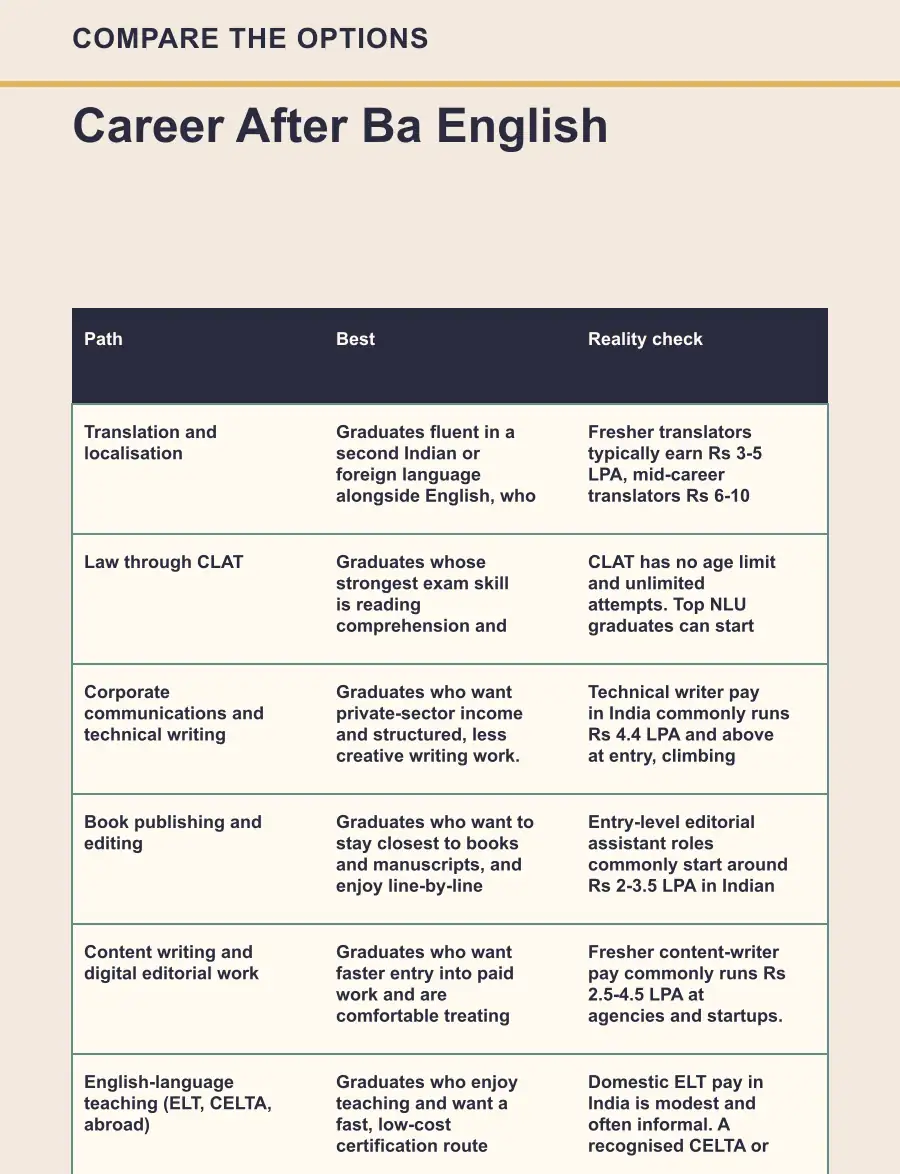 COMPARE THE OPTIONS
Career After Ba English
Path
Best
Reality check
Translation and
localisation
Graduates fluent in a
second Indian or
foreign language
alongside English, who
Fresher translators
typically earn Rs 3-5
LPA, mid-career
translators Rs 6-10
Law through CLAT
Graduates whose
strongest exam skill
is reading
comprehension and
CLAT has no age limit
and unlimited
attempts. Top NLU
graduates can start
Corporate
communications and
technical writing
Graduates who want
private-sector income
and structured, less
creative writing work.
Technical writer pay
in India commonly runs
Rs 4.4 LPA and above
at entry, climbing
Book publishing and
editing
Graduates who want to
stay closest to books
and manuscripts, and
enjoy line-by-line
Entry-level editorial
assistant roles
commonly start around
Rs 2-3.5 LPA in Indian
Content writing and
digital editorial work
Graduates who want
faster entry into paid
work and are
comfortable treating
Fresher content-writer
pay commonly runs Rs
2.5-4.5 LPA at
agencies and startups.
English-language
teaching (ELT, CELTA,
abroad)
Graduates who enjoy
teaching and want a
fast, low-cost
certification route
Domestic ELT pay in
India is modest and
often informal. A
recognised CELTA or